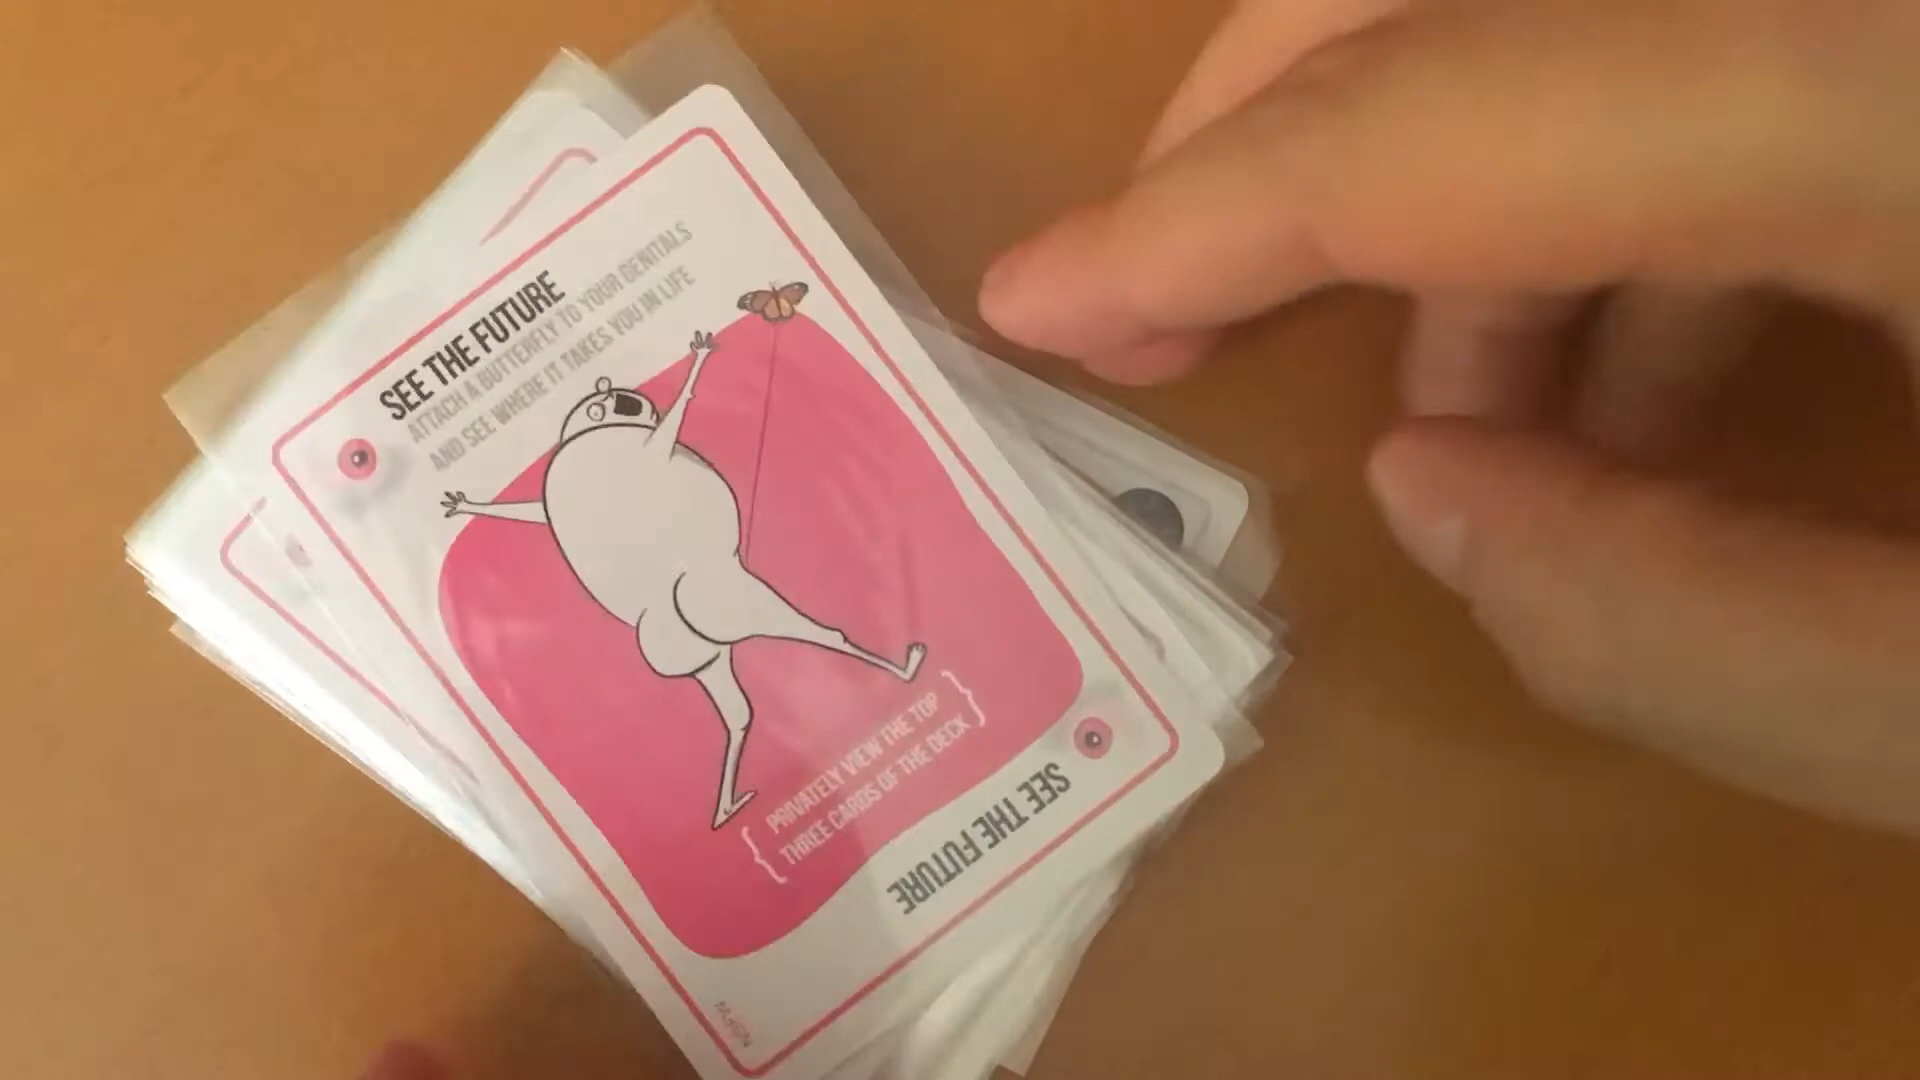 SEE THE FUTURE
ATTACH A BUTTERFLY TO YOUR GENITALS
AND SEE WHERE IT TAKES YOU IN LIFE
{ PRIVATELY VIEW THE TOP
THREE CARDS OF THE DECK }
SEE THE FUTURE
NSFW